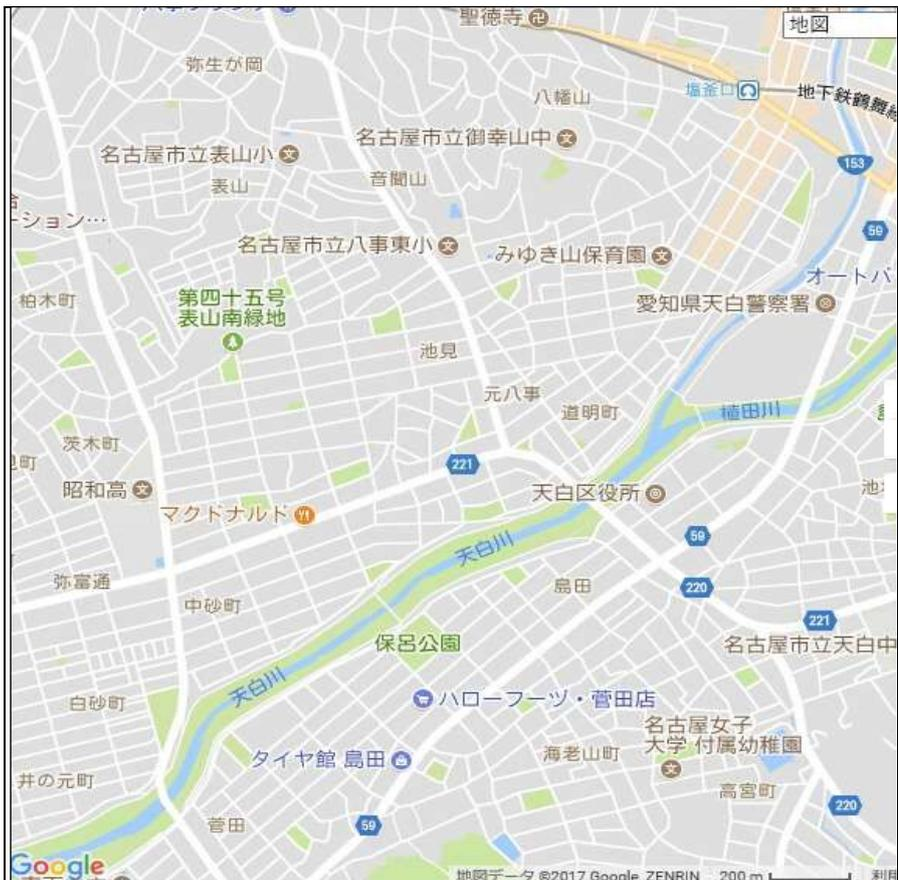 聖徳寺
地図
弥生が岡
塩釜口
地下鉄鶴舞線
八幡山
名古屋市立御幸山中
名古屋市立表山小
153
表山
音聞山
ション…
59
名古屋市立八事東小
みゆき山保育園
オートバ
柏木町
第四十五号
表山南緑地
愛知県天白警察署
池見
元八事
道明町
植田川
茨木町
221
昭和高
天白区役所
マクドナルド
天白川
59
弥富通
島田
220
中砂町
221
保呂公園
名古屋市立天白中
天白川
白砂町
ハローフーヅ・菅田店
名古屋女子
大学 付属幼稚園
タイヤ館 島田
海老山町
井の元町
高宮町
220
菅田
59
Google
地図データ ©2017 Google, ZENRIN
200 m
利用